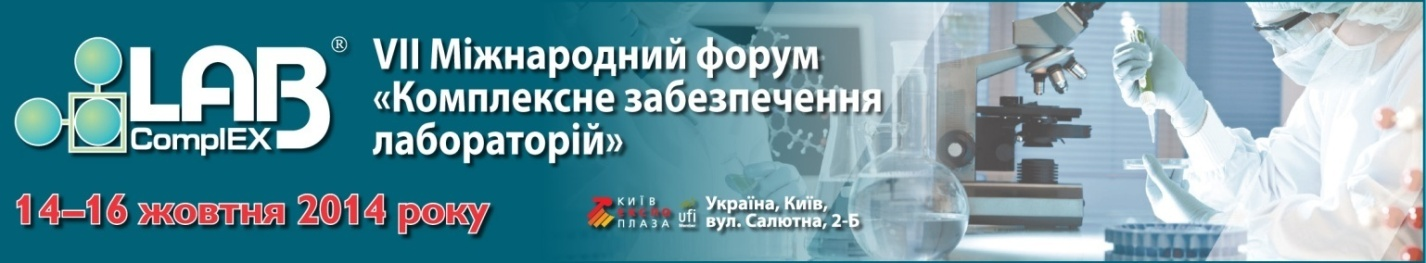 LAB®
ComplEX
VII Міжнародний форум
«Комплексне забезпечення
лабораторій»
14–16 жовтня 2014 року
КИЇВ
ЕКСПО
ПЛАЗА
ufi
Україна, Київ,
вул. Салютна, 2-Б